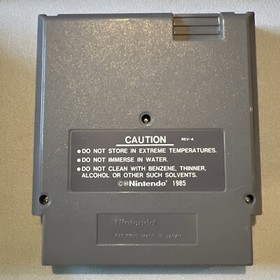 CAUTION REV-A
• DO NOT STORE IN EXTREME TEMPERATURES.
• DO NOT IMMERSE IN WATER.
• DO NOT CLEAN WITH BENZENE, THINNER,
ALCOHOL OR OTHER SUCH SOLVENTS.
©®Nintendo® 1985
Nintendo